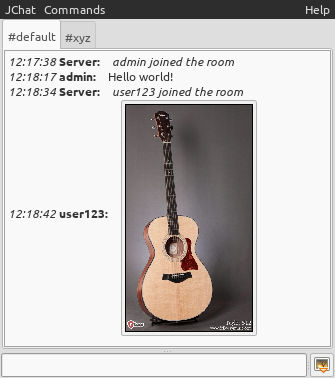 JChat Commands Help
#default #xyz
12:17:38 Server: admin joined the room
12:18:17 admin: Hello world!
12:18:34 Server: user123 joined the room
12:18:42 user123: